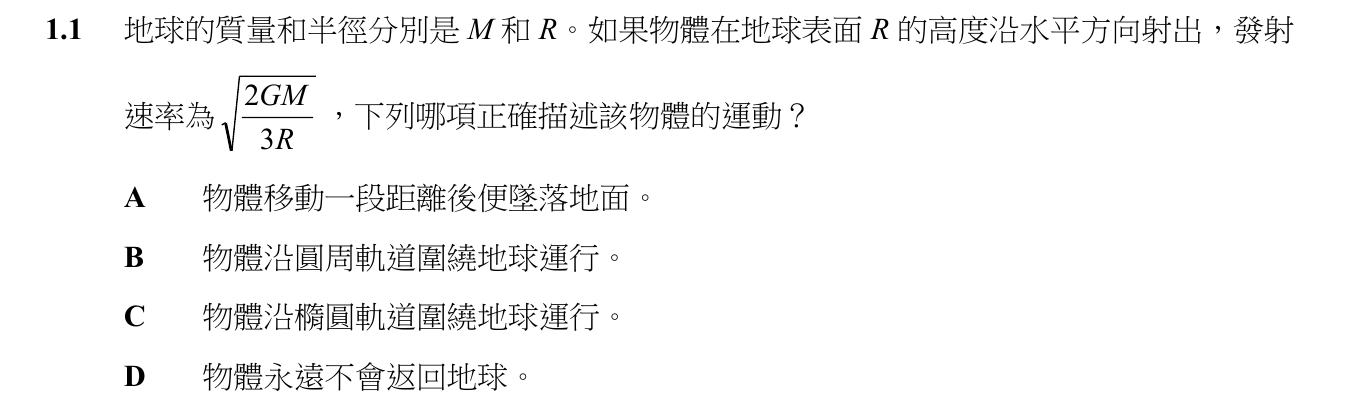 1.1 地球的質量和半徑分別是 M 和 R。如果物體在地球表面 R 的高度沿水平方向射出，發射
速率為 √(2GM/3R) ，下列哪項正確描述該物體的運動？
A 物體移動一段距離後便墜落地面。
B 物體沿圓周軌道圍繞地球運行。
C 物體沿橢圓軌道圍繞地球運行。
D 物體永遠不會返回地球。